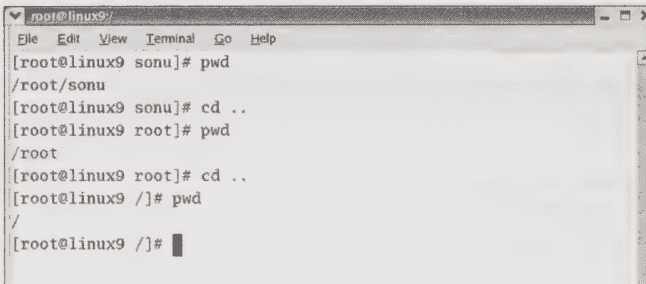 root@linux9:/
File Edit View Terminal Go Help
[root@linux9 sonu]# pwd
/root/sonu
[root@linux9 sonu]# cd ..
[root@linux9 root]# pwd
/root
[root@linux9 root]# cd ..
[root@linux9 /]# pwd
/
[root@linux9 /]#